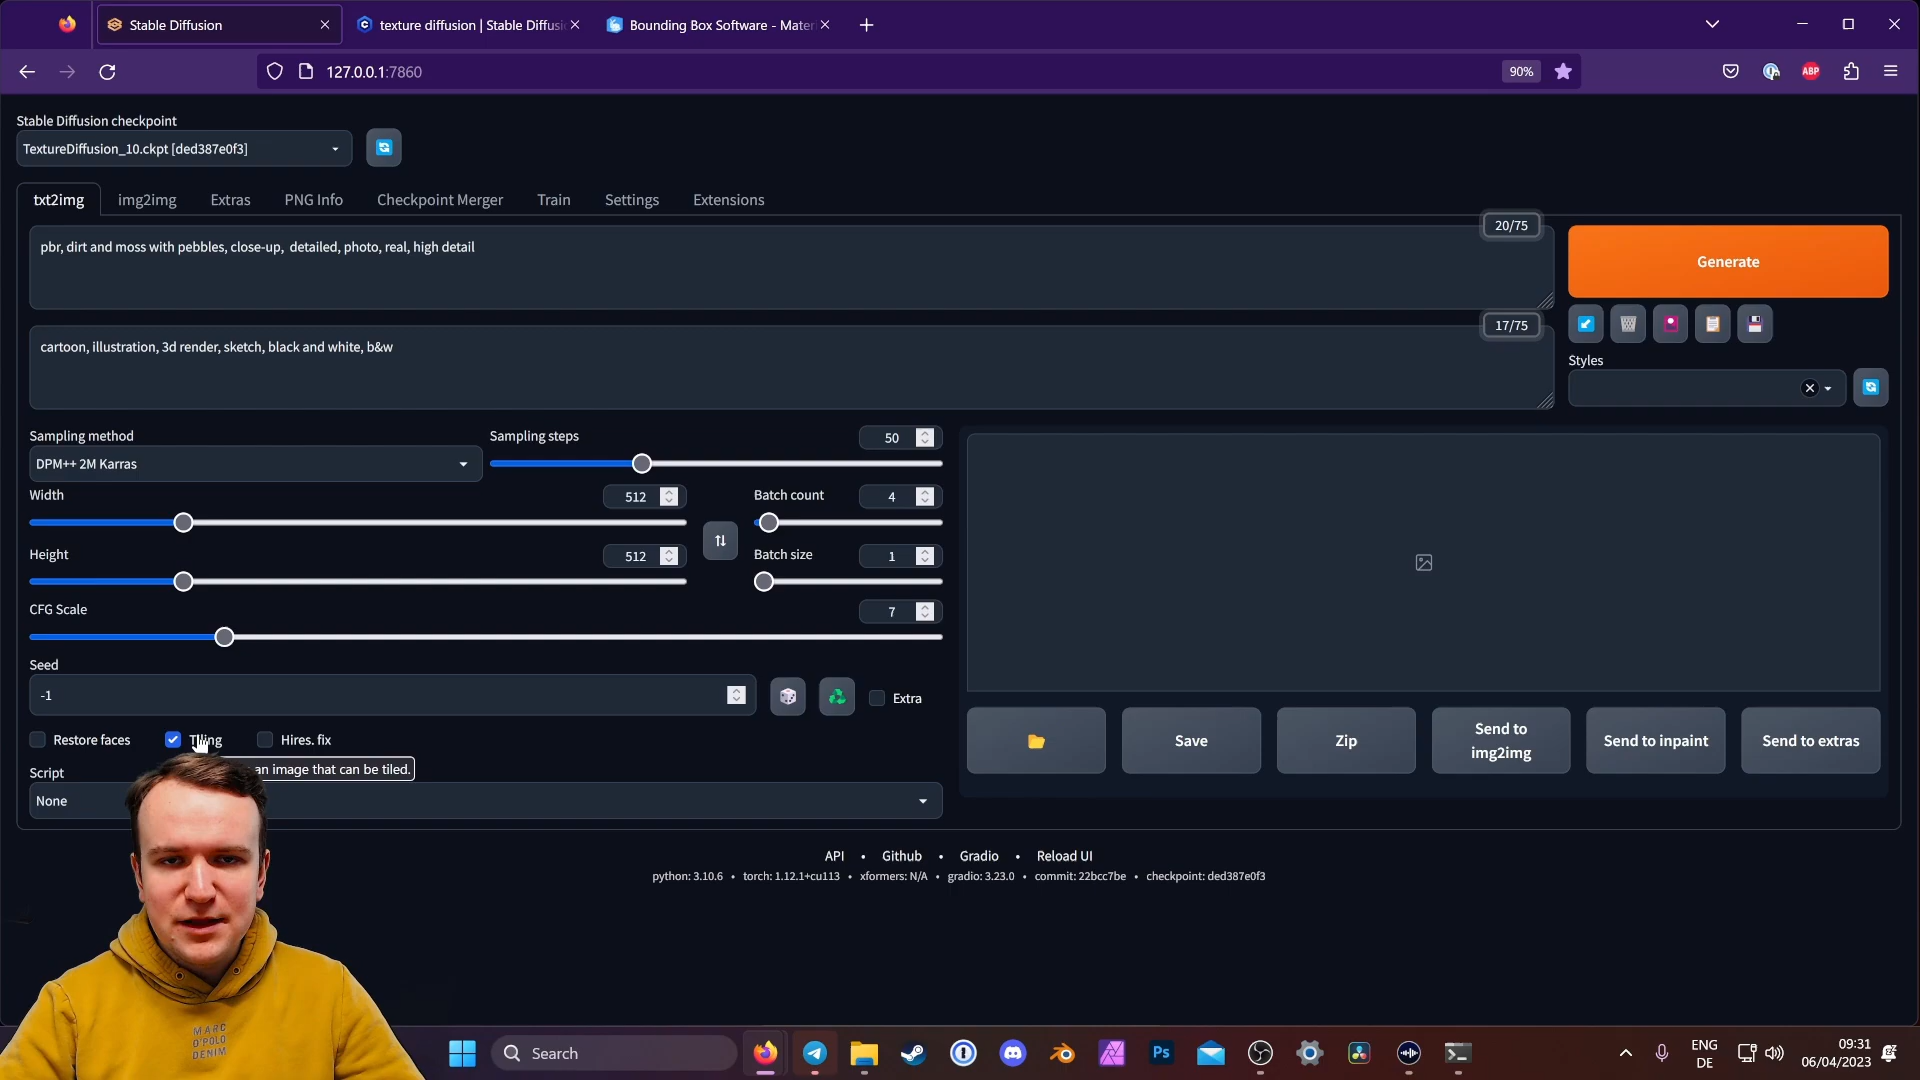 Stable Diffusion
texture diffusion | Stable Diffusi
Bounding Box Software - Mater
127.0.0.1:7860
90%
ABP
Stable Diffusion checkpoint
TextureDiffusion_10.ckpt [ded387e0f3]
txt2img
img2img
Extras
PNG Info
Checkpoint Merger
Train
Settings
Extensions
20/75
pbr, dirt and moss with pebbles, close-up,  detailed, photo, real, high detail
Generate
17/75
cartoon, illustration, 3d render, sketch, black and white, b&w
Styles
Sampling method
DPM++ 2M Karras
Sampling steps
50
Width
512
Batch count
4
Height
512
Batch size
1
CFG Scale
7
Seed
-1
Extra
Restore faces
Tiling
Hires. fix
an image that can be tiled.
Script
None
Save
Zip
Send to
img2img
Send to inpaint
Send to extras
API • Github • Gradio • Reload UI
python: 3.10.6 • torch: 1.12.1+cu113 • xformers: N/A • gradio: 3.23.0 • commit: 22bcc7be • checkpoint: ded387e0f3
MARC
O'POLO
DENIM
Search
Ps
ENG
DE
09:31
06/04/2023